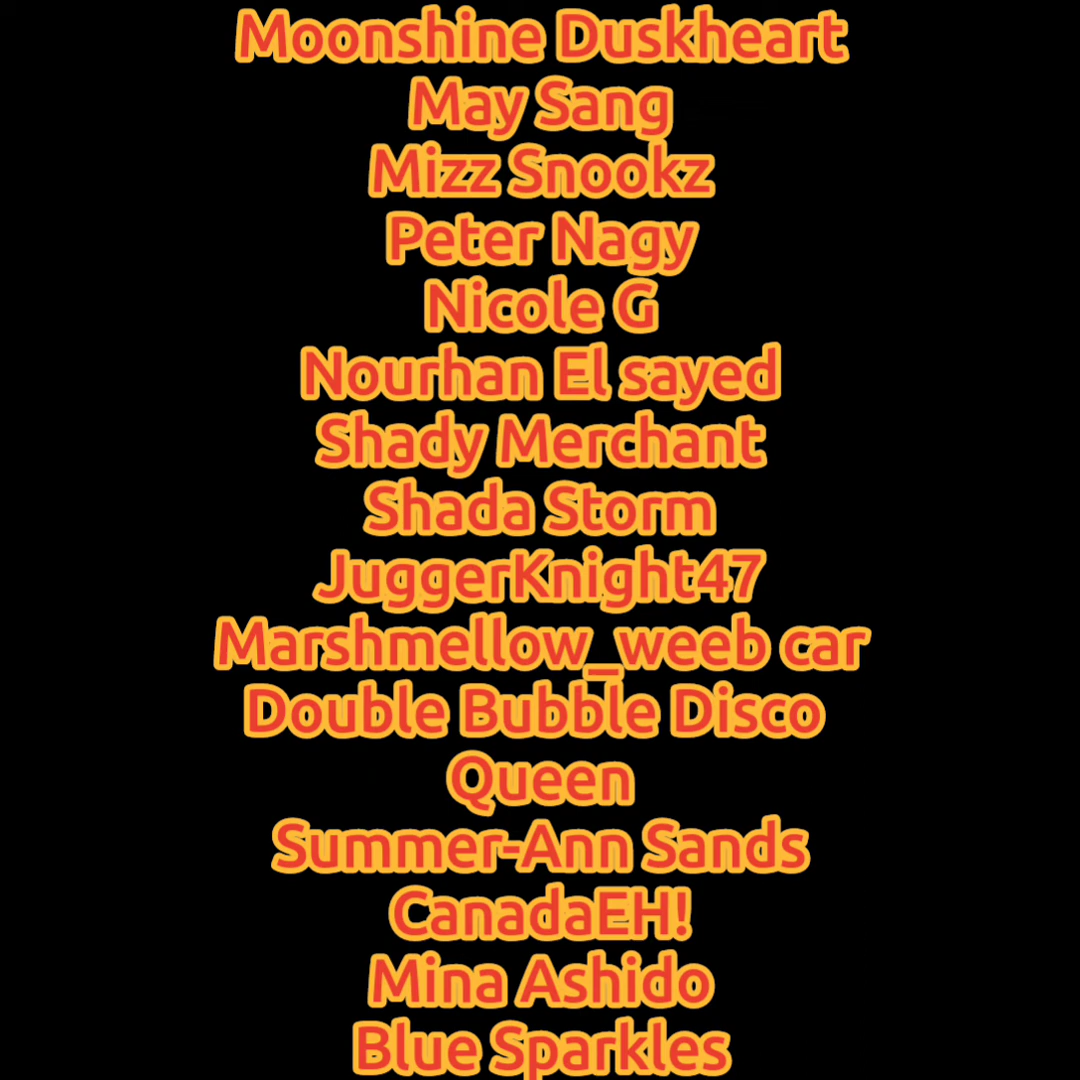 Moonshine Duskheart
May Sang
Mizz Snookz
Peter Nagy
Nicole G
Nourhan El sayed
Shady Merchant
Shada Storm
JuggerKnight47
Marshmellow_weeb car
Double Bubble Disco
Queen
Summer-Ann Sands
CanadaEH!
Mina Ashido
Blue Sparkles